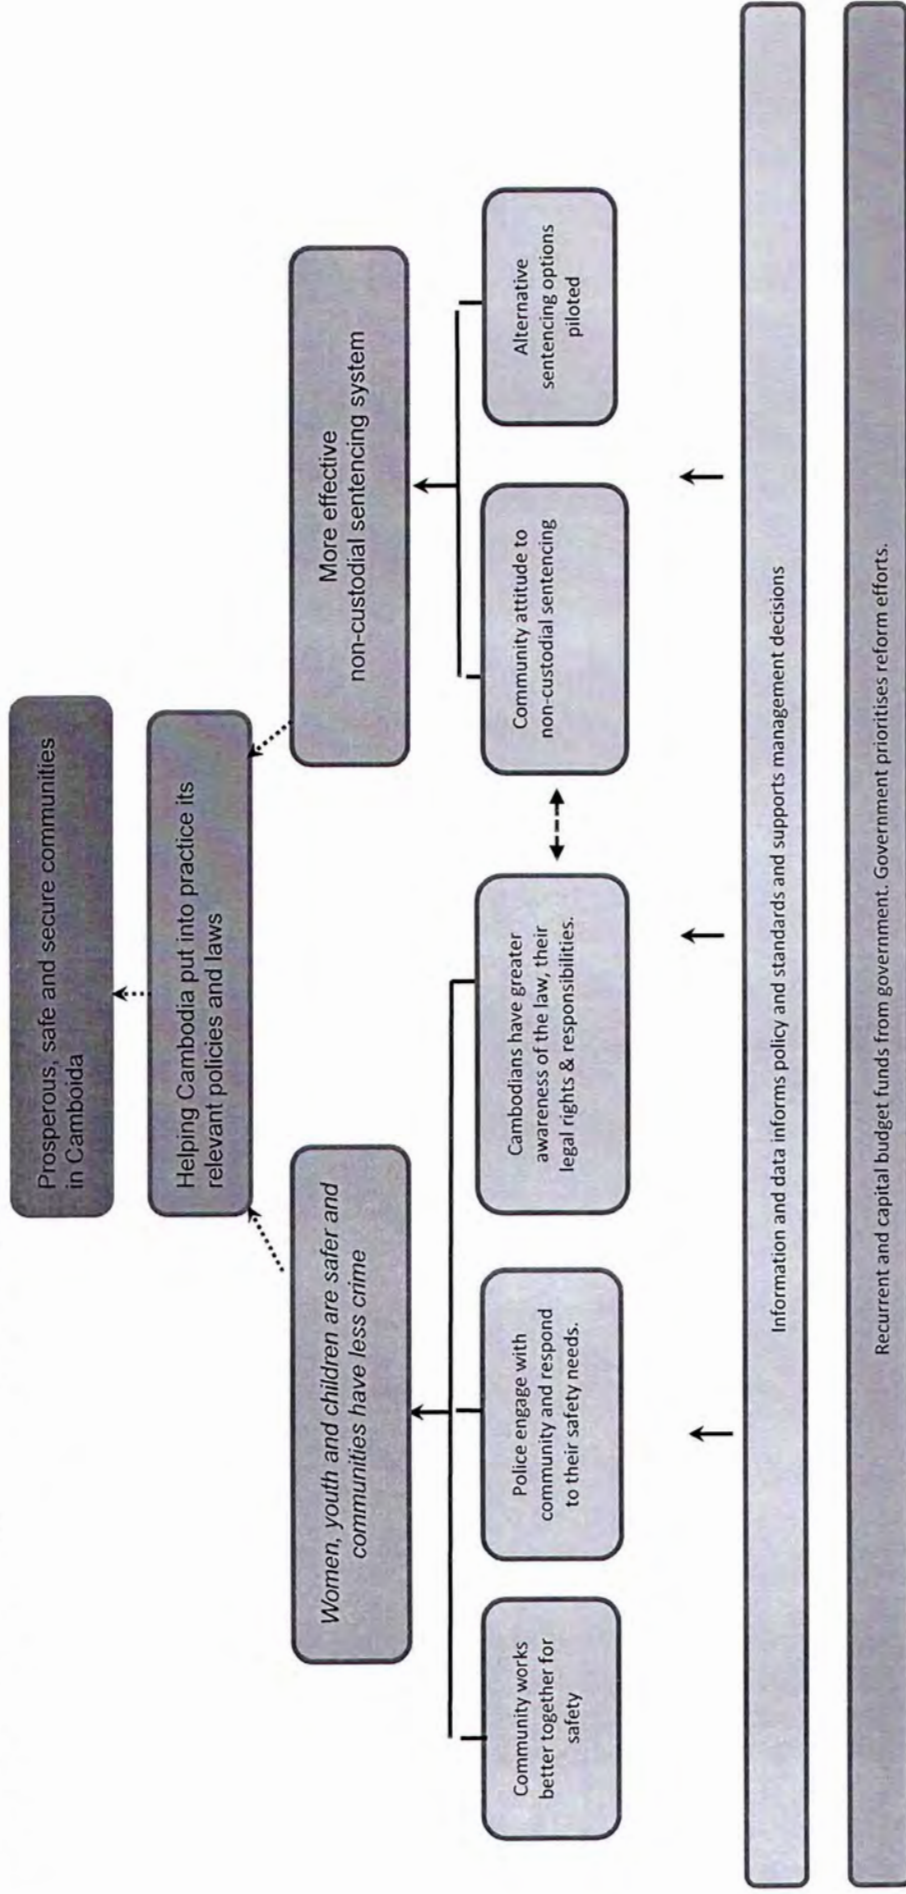 Prosperous, safe and secure communities
in Camboida
Helping Cambodia put into practice its
relevant policies and laws
Women, youth and children are safer and
communities have less crime
More effective
non-custodial sentencing system
Community works
better together for
safety
Police engage with
community and respond
to their safety needs.
Cambodians have greater
awareness of the law, their
legal rights & responsibilities.
Community attitude to
non-custodial sentencing
Alternative
sentencing options
piloted
Information and data informs policy and standards and supports management decisions
Recurrent and capital budget funds from government. Government prioritises reform efforts.